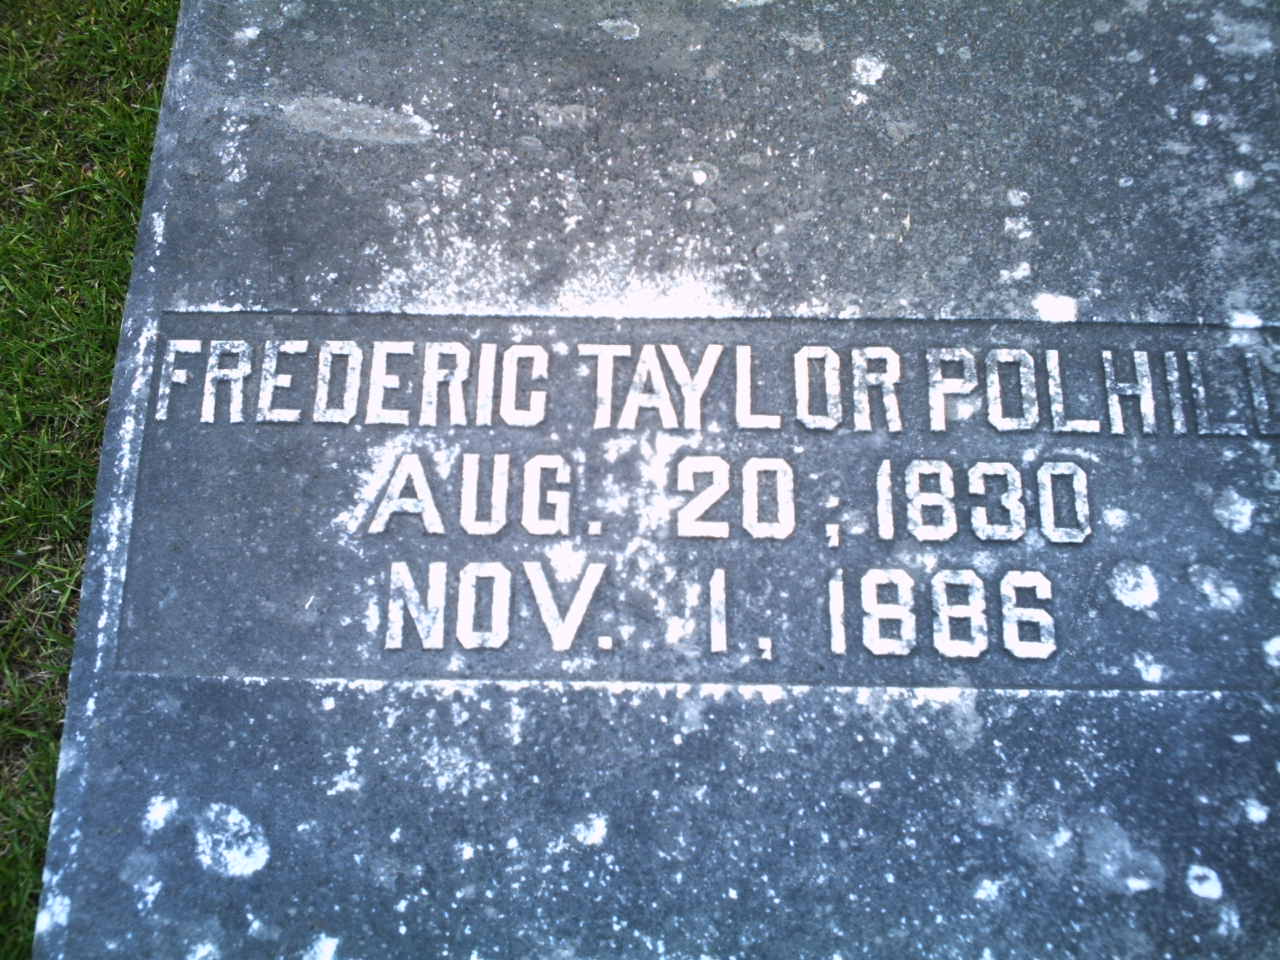 FREDERIC TAYLOR POLHILL
AUG. 20, 1830
NOV. 1, 1886